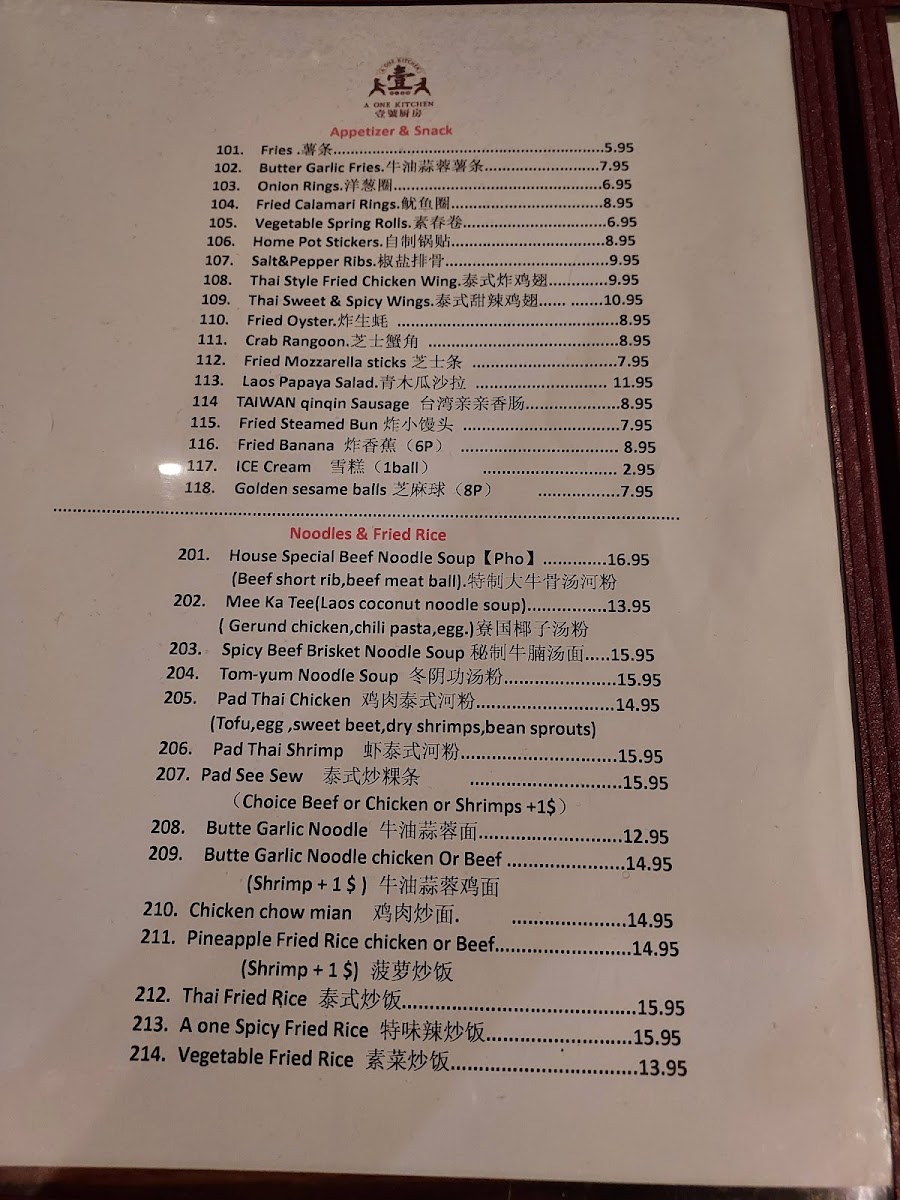 A ONE KITCHEN
壹
A ONE KITCHEN
壹號厨房
Appetizer & Snack
101. Fries .薯条..........5.95
102. Butter Garlic Fries.牛油蒜蓉薯条..........7.95
103. Onion Rings.洋葱圈..........6.95
104. Fried Calamari Rings.鱿鱼圈..........8.95
105. Vegetable Spring Rolls.素春卷..........6.95
106. Home Pot Stickers.自制锅贴..........8.95
107. Salt&Pepper Ribs.椒盐排骨..........9.95
108. Thai Style Fried Chicken Wing.泰式炸鸡翅..........9.95
109. Thai Sweet & Spicy Wings.泰式甜辣鸡翅...... .......10.95
110. Fried Oyster.炸生蚝 ..........8.95
111. Crab Rangoon.芝士蟹角 ..........8.95
112. Fried Mozzarella sticks 芝士条 ..........7.95
113. Laos Papaya Salad.青木瓜沙拉 .......... 11.95
114 TAIWAN qinqin Sausage 台湾亲亲香肠..........8.95
115. Fried Steamed Bun 炸小馒头 ..........7.95
116. Fried Banana 炸香蕉（6P） .......... 8.95
117. ICE Cream 雪糕（1ball） .......... 2.95
118. Golden sesame balls 芝麻球（8P） ..........7.95
Noodles & Fried Rice
201. House Special Beef Noodle Soup【Pho】..........16.95
(Beef short rib,beef meat ball).特制大牛骨汤河粉
202. Mee Ka Tee(Laos coconut noodle soup)..........13.95
( Gerund chicken,chili pasta,egg.)寮国椰子汤粉
203. Spicy Beef Brisket Noodle Soup 秘制牛腩汤面.....15.95
204. Tom-yum Noodle Soup 冬阴功汤粉..........15.95
205. Pad Thai Chicken 鸡肉泰式河粉..........14.95
(Tofu,egg ,sweet beet,dry shrimps,bean sprouts)
206. Pad Thai Shrimp 虾泰式河粉..........15.95
207. Pad See Sew 泰式炒粿条 ..........15.95
（Choice Beef or Chicken or Shrimps +1$）
208. Butte Garlic Noodle 牛油蒜蓉面..........12.95
209. Butte Garlic Noodle chicken Or Beef ..........14.95
(Shrimp + 1 $ ) 牛油蒜蓉鸡面
210. Chicken chow mian 鸡肉炒面. ..........14.95
211. Pineapple Fried Rice chicken or Beef..........14.95
(Shrimp + 1 $) 菠萝炒饭
212. Thai Fried Rice 泰式炒饭..........15.95
213. A one Spicy Fried Rice 特味辣炒饭..........15.95
214. Vegetable Fried Rice 素菜炒饭..........13.95